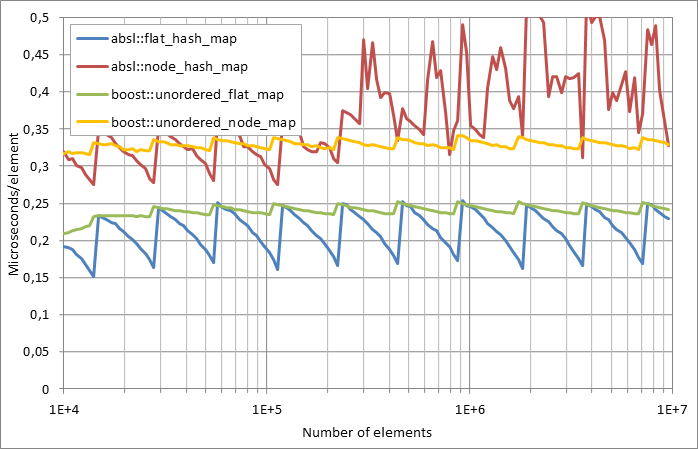 0,5
0,45
0,4
0,35
0,3
0,25
0,2
0,15
0,1
0,05
0
Microseconds/element
absl::flat_hash_map
absl::node_hash_map
boost::unordered_flat_map
boost::unordered_node_map
1E+4
1E+5
1E+6
1E+7
Number of elements